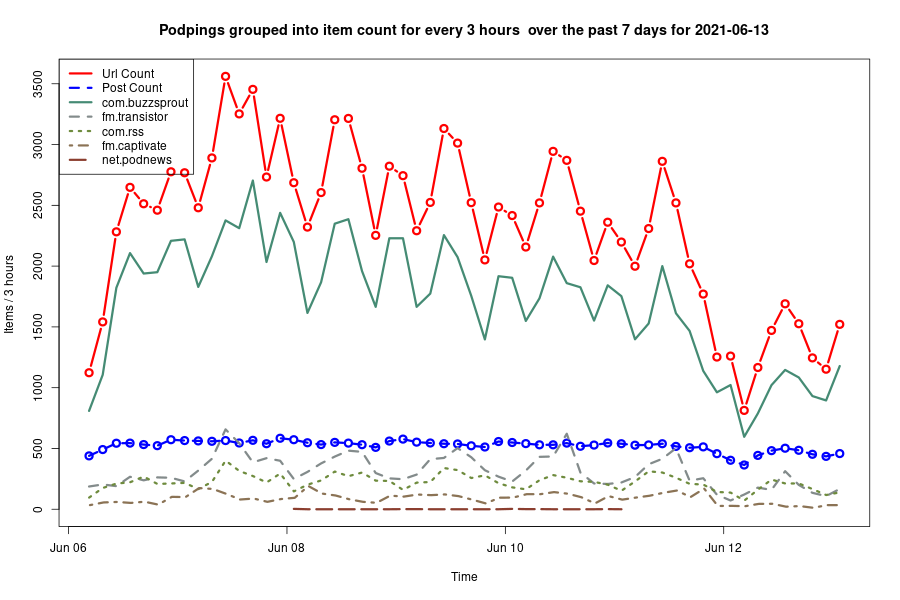 Podpings grouped into item count for every 3 hours  over the past 7 days for 2021-06-13
Url Count
Post Count
com.buzzsprout
fm.transistor
com.rss
fm.captivate
net.podnews
Items / 3 hours
3500
3000
2500
2000
1500
1000
500
0
Jun 06
Jun 08
Jun 10
Jun 12
Time